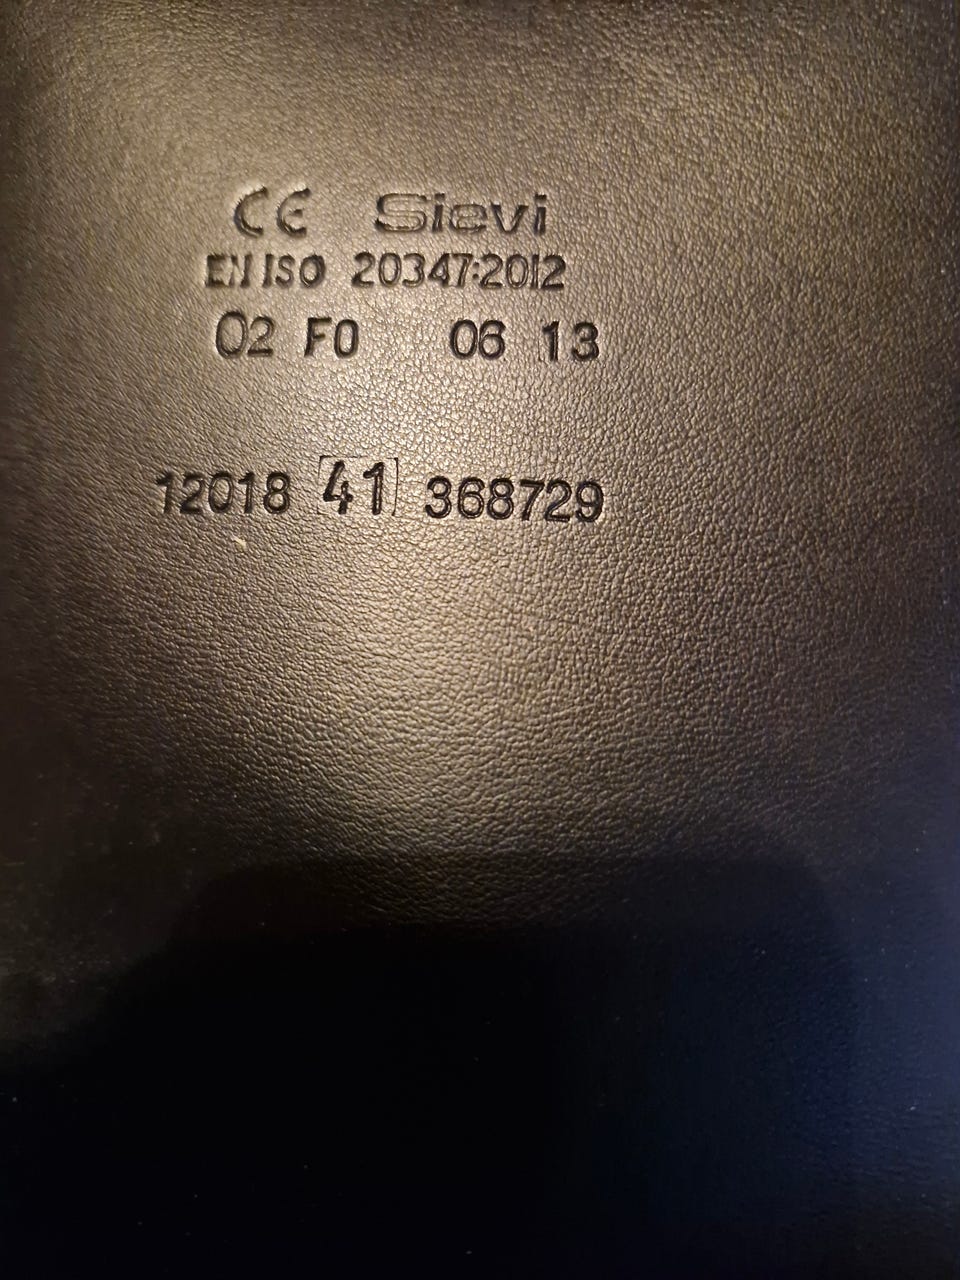 CE Sievi
EN ISO 20347:2012
O2 FO 06 13
12018 41 368729